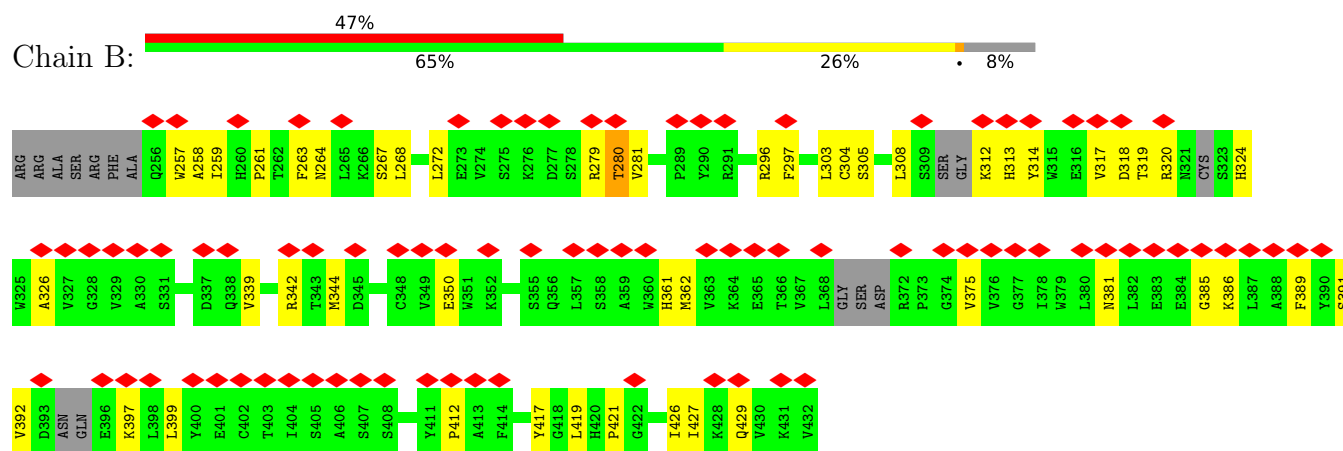 47%
Chain B:
65% 26% • 8%
ARG ARG ALA SER ARG PHE ALA Q256 W257 A258 I259 H260 P261 T262 F263 N264 L265 K266 S267 L268 L272 E273 V274 S275 K276 D277 S278 R279 T280 V281 P289 Y290 R291 R296 F297 L303 C304 S305 L308 S309 SER GLY K312 H313 Y314 W315 E316 V317 D318 T319 R320 N321 CYS S323 H324
W325 A326 V327 G328 V329 A330 S331 D337 Q338 V339 R342 T343 M344 D345 C348 V349 E350 W351 K352 S355 Q356 L357 S358 A359 W360 H361 M362 V363 K364 E365 T366 V367 L368 GLY SER ASP R372 P373 G374 V375 V376 G377 I378 W379 L380 N381 L382 E383 E384 G385 K386 L387 A388 F389 Y390 S391
V392 D393 ASN GLN E396 K397 L398 L399 Y400 E401 C402 T403 I404 S405 A406 S407 S408 Y411 P412 A413 F414 Y417 G418 L419 H420 P421 G422 I426 I427 K428 Q429 V430 K431 V432